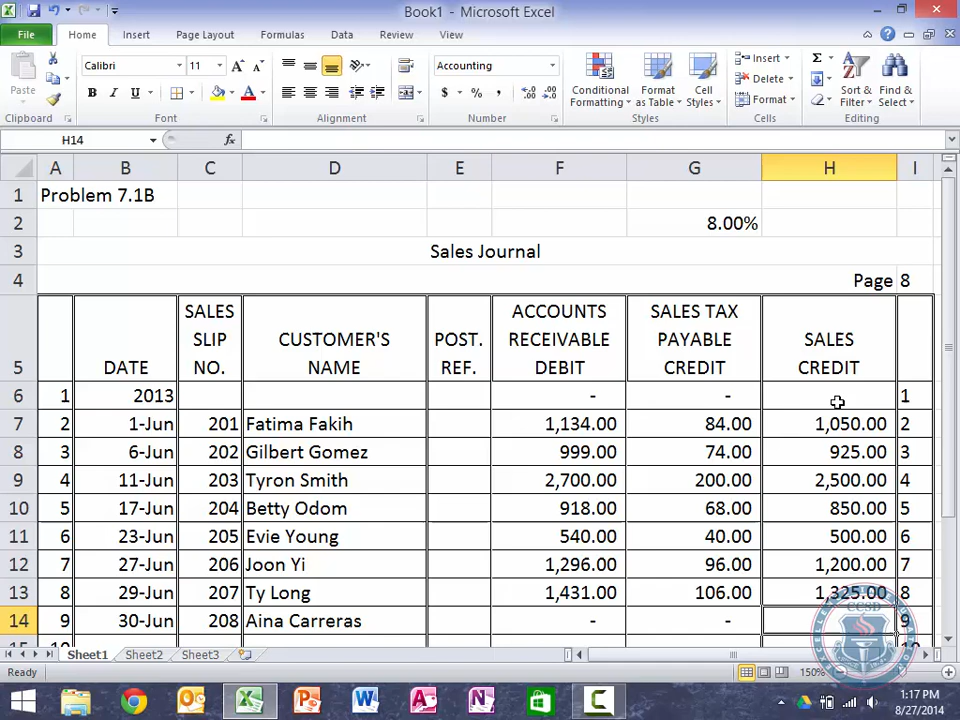 Book1 - Microsoft Excel
File Home Insert Page Layout Formulas Data Review View
Paste
Calibri 11
B I U
Accounting
$ % ,
Conditional Formatting
Format as Table
Cell Styles
Insert
Delete
Format
Sort & Filter
Find & Select
Clipboard Font Alignment Number Styles Cells Editing
H14 fx
A B C D E F G H I
1 Problem 7.1B
2 8.00%
3 Sales Journal
4 Page 8
SALES ACCOUNTS SALES TAX
SLIP CUSTOMER'S POST. RECEIVABLE PAYABLE SALES
5 DATE NO. NAME REF. DEBIT CREDIT CREDIT
6 1 2013 - - 1
7 2 1-Jun 201 Fatima Fakih 1,134.00 84.00 1,050.00 2
8 3 6-Jun 202 Gilbert Gomez 999.00 74.00 925.00 3
9 4 11-Jun 203 Tyron Smith 2,700.00 200.00 2,500.00 4
10 5 17-Jun 204 Betty Odom 918.00 68.00 850.00 5
11 6 23-Jun 205 Evie Young 540.00 40.00 500.00 6
12 7 27-Jun 206 Joon Yi 1,296.00 96.00 1,200.00 7
13 8 29-Jun 207 Ty Long 1,431.00 106.00 1,325.00 8
14 9 30-Jun 208 Aina Carreras - - 9
CCSD
Sheet1 Sheet2 Sheet3
Ready 150%
1:17 PM
8/27/2014